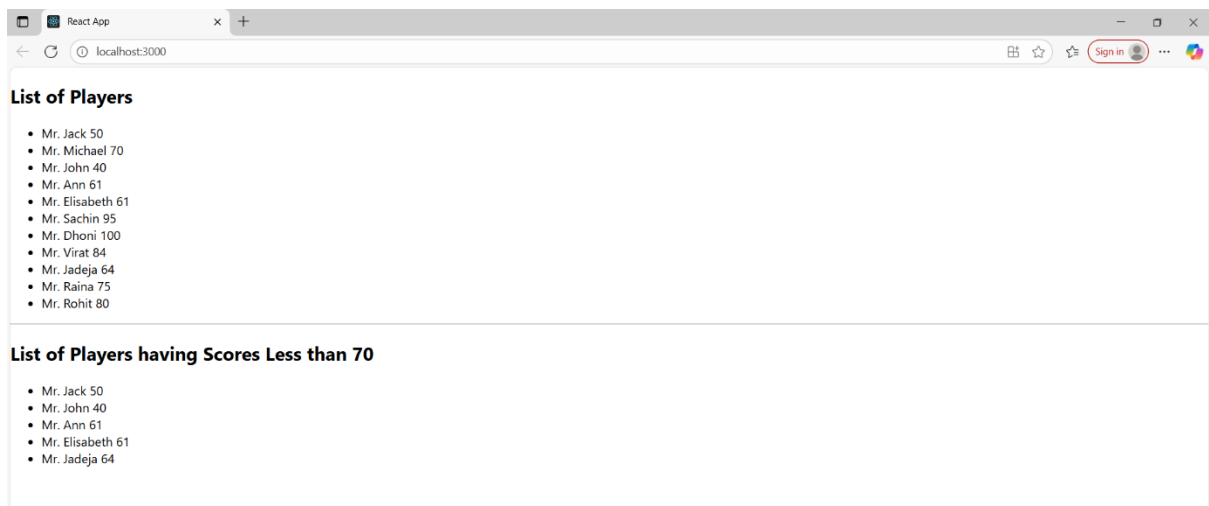 React App
localhost:3000
Sign in
List of Players
Mr. Jack 50
Mr. Michael 70
Mr. John 40
Mr. Ann 61
Mr. Elisabeth 61
Mr. Sachin 95
Mr. Dhoni 100
Mr. Virat 84
Mr. Jadeja 64
Mr. Raina 75
Mr. Rohit 80
List of Players having Scores Less than 70
Mr. Jack 50
Mr. John 40
Mr. Ann 61
Mr. Elisabeth 61
Mr. Jadeja 64